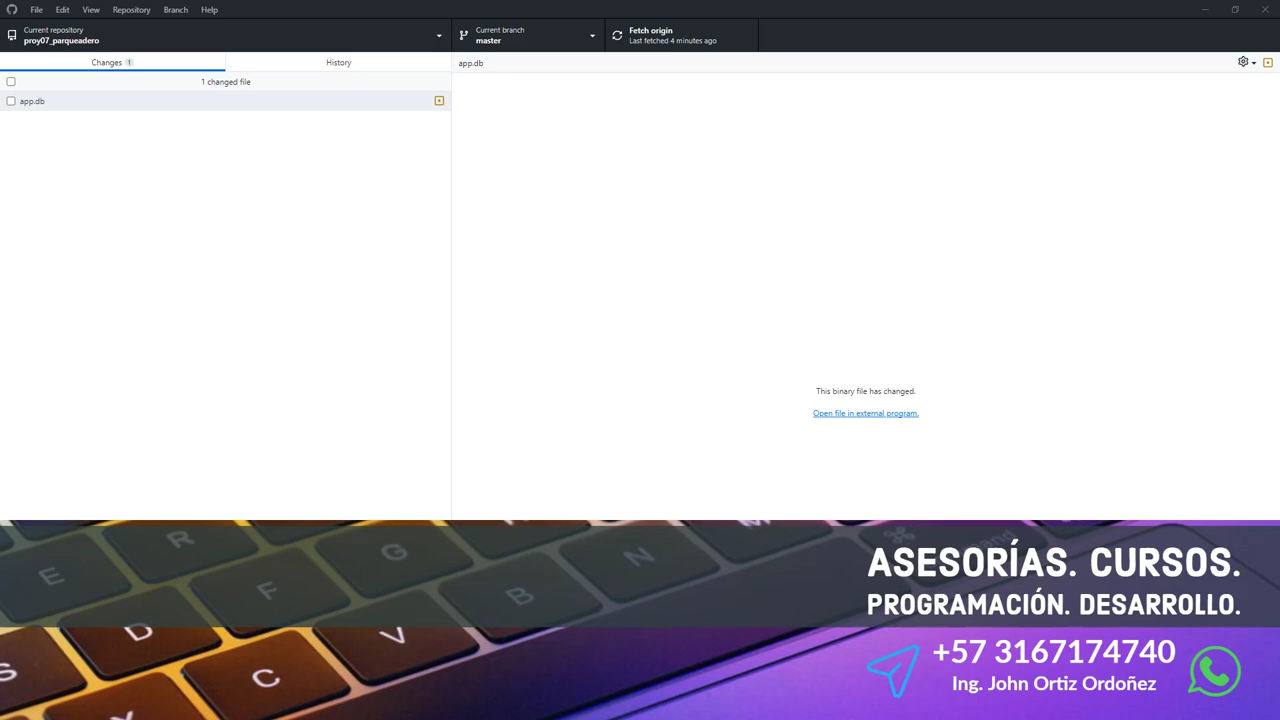 File Edit View Repository Branch Help
Current repository
proy07_parqueadero
Current branch
master
Fetch origin
Last fetched 4 minutes ago
Changes 1
History
1 changed file
app.db
app.db
This binary file has changed.
Open file in external program.
E R F G B N M D V C S
ASESORÍAS. CURSOS.
PROGRAMACIÓN. DESARROLLO.
+57 3167174740
Ing. John Ortiz Ordoñez